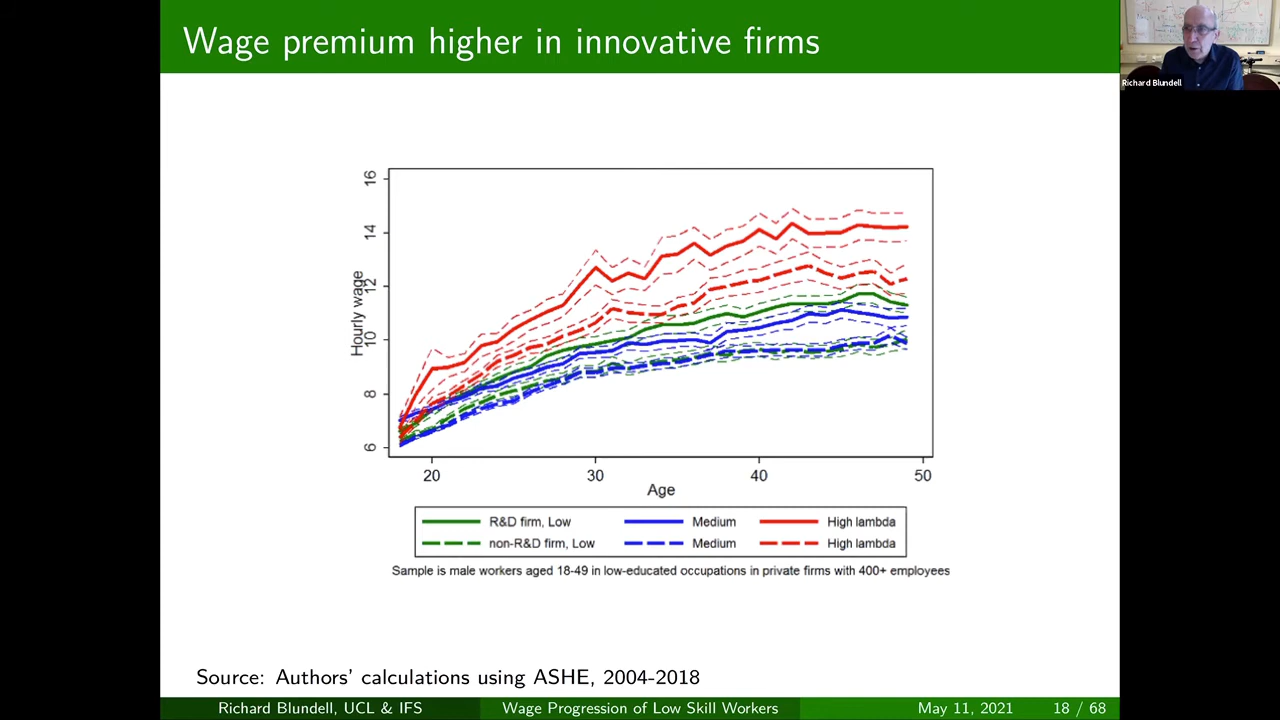 Wage premium higher in innovative firms
Richard Blundell
Hourly wage
16
14
12
10
8
6
20 30 40 50
Age
R&D firm, Low Medium High lambda
non-R&D firm, Low Medium High lambda
Sample is male workers aged 18-49 in low-educated occupations in private firms with 400+ employees
Source: Authors' calculations using ASHE, 2004-2018
Richard Blundell, UCL & IFS Wage Progression of Low Skill Workers May 11, 2021 18 / 68